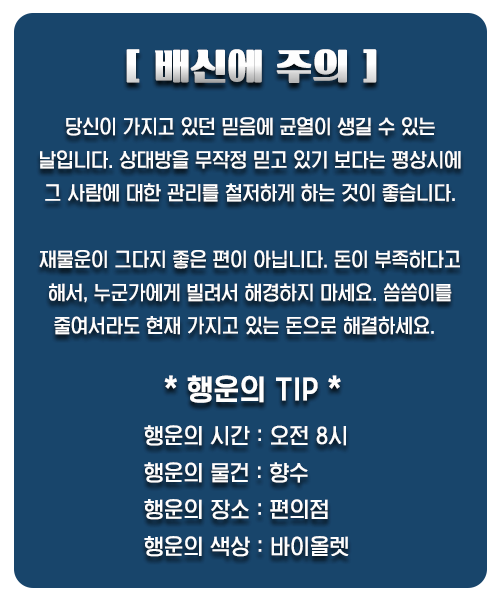 [ 배신에 주의 ]
당신이 가지고 있던 믿음에 균열이 생길 수 있는
날입니다. 상대방을 무작정 믿고 있기 보다는 평상시에
그 사람에 대한 관리를 철저하게 하는 것이 좋습니다.
재물운이 그다지 좋은 편이 아닙니다. 돈이 부족하다고
해서, 누군가에게 빌려서 해경하지 마세요. 씀씀이를
줄여서라도 현재 가지고 있는 돈으로 해결하세요.
* 행운의 TIP *
행운의 시간 : 오전 8시
행운의 물건 : 향수
행운의 장소 : 편의점
행운의 색상 : 바이올렛